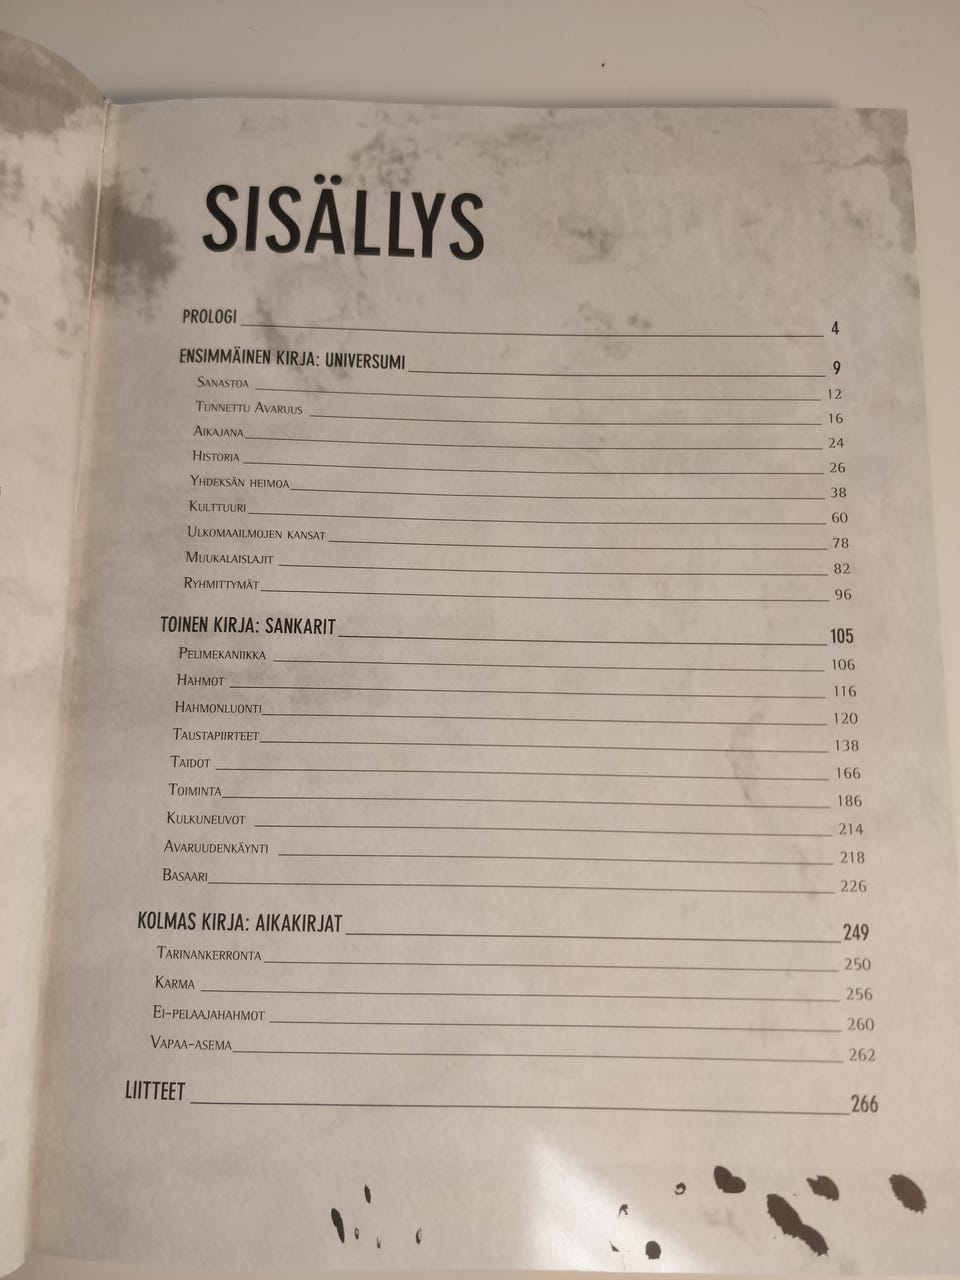 SISÄLLYS
PROLOGI 4
ENSIMMÄINEN KIRJA: UNIVERSUMI 9
Sanastoa 12
Tunnettu Avaruus 16
Aikajana 24
Historia 26
Yhdeksän heimoa 38
Kulttuuri 60
Ulkomaailmojen kansat 78
Muukalaislajit 82
Ryhmittymät 96
TOINEN KIRJA: SANKARIT 105
Pelimekaniikka 106
Hahmot 116
Hahmonluonti 120
Taustapiirteet 138
Taidot 166
Toiminta 186
Kulkuneuvot 214
Avaruudenkäynti 218
Basaari 226
KOLMAS KIRJA: AIKAKIRJAT 249
Tarinankerronta 250
Karma 256
Ei-pelaajahahmot 260
Vapaa-asema 262
LIITTEET 266